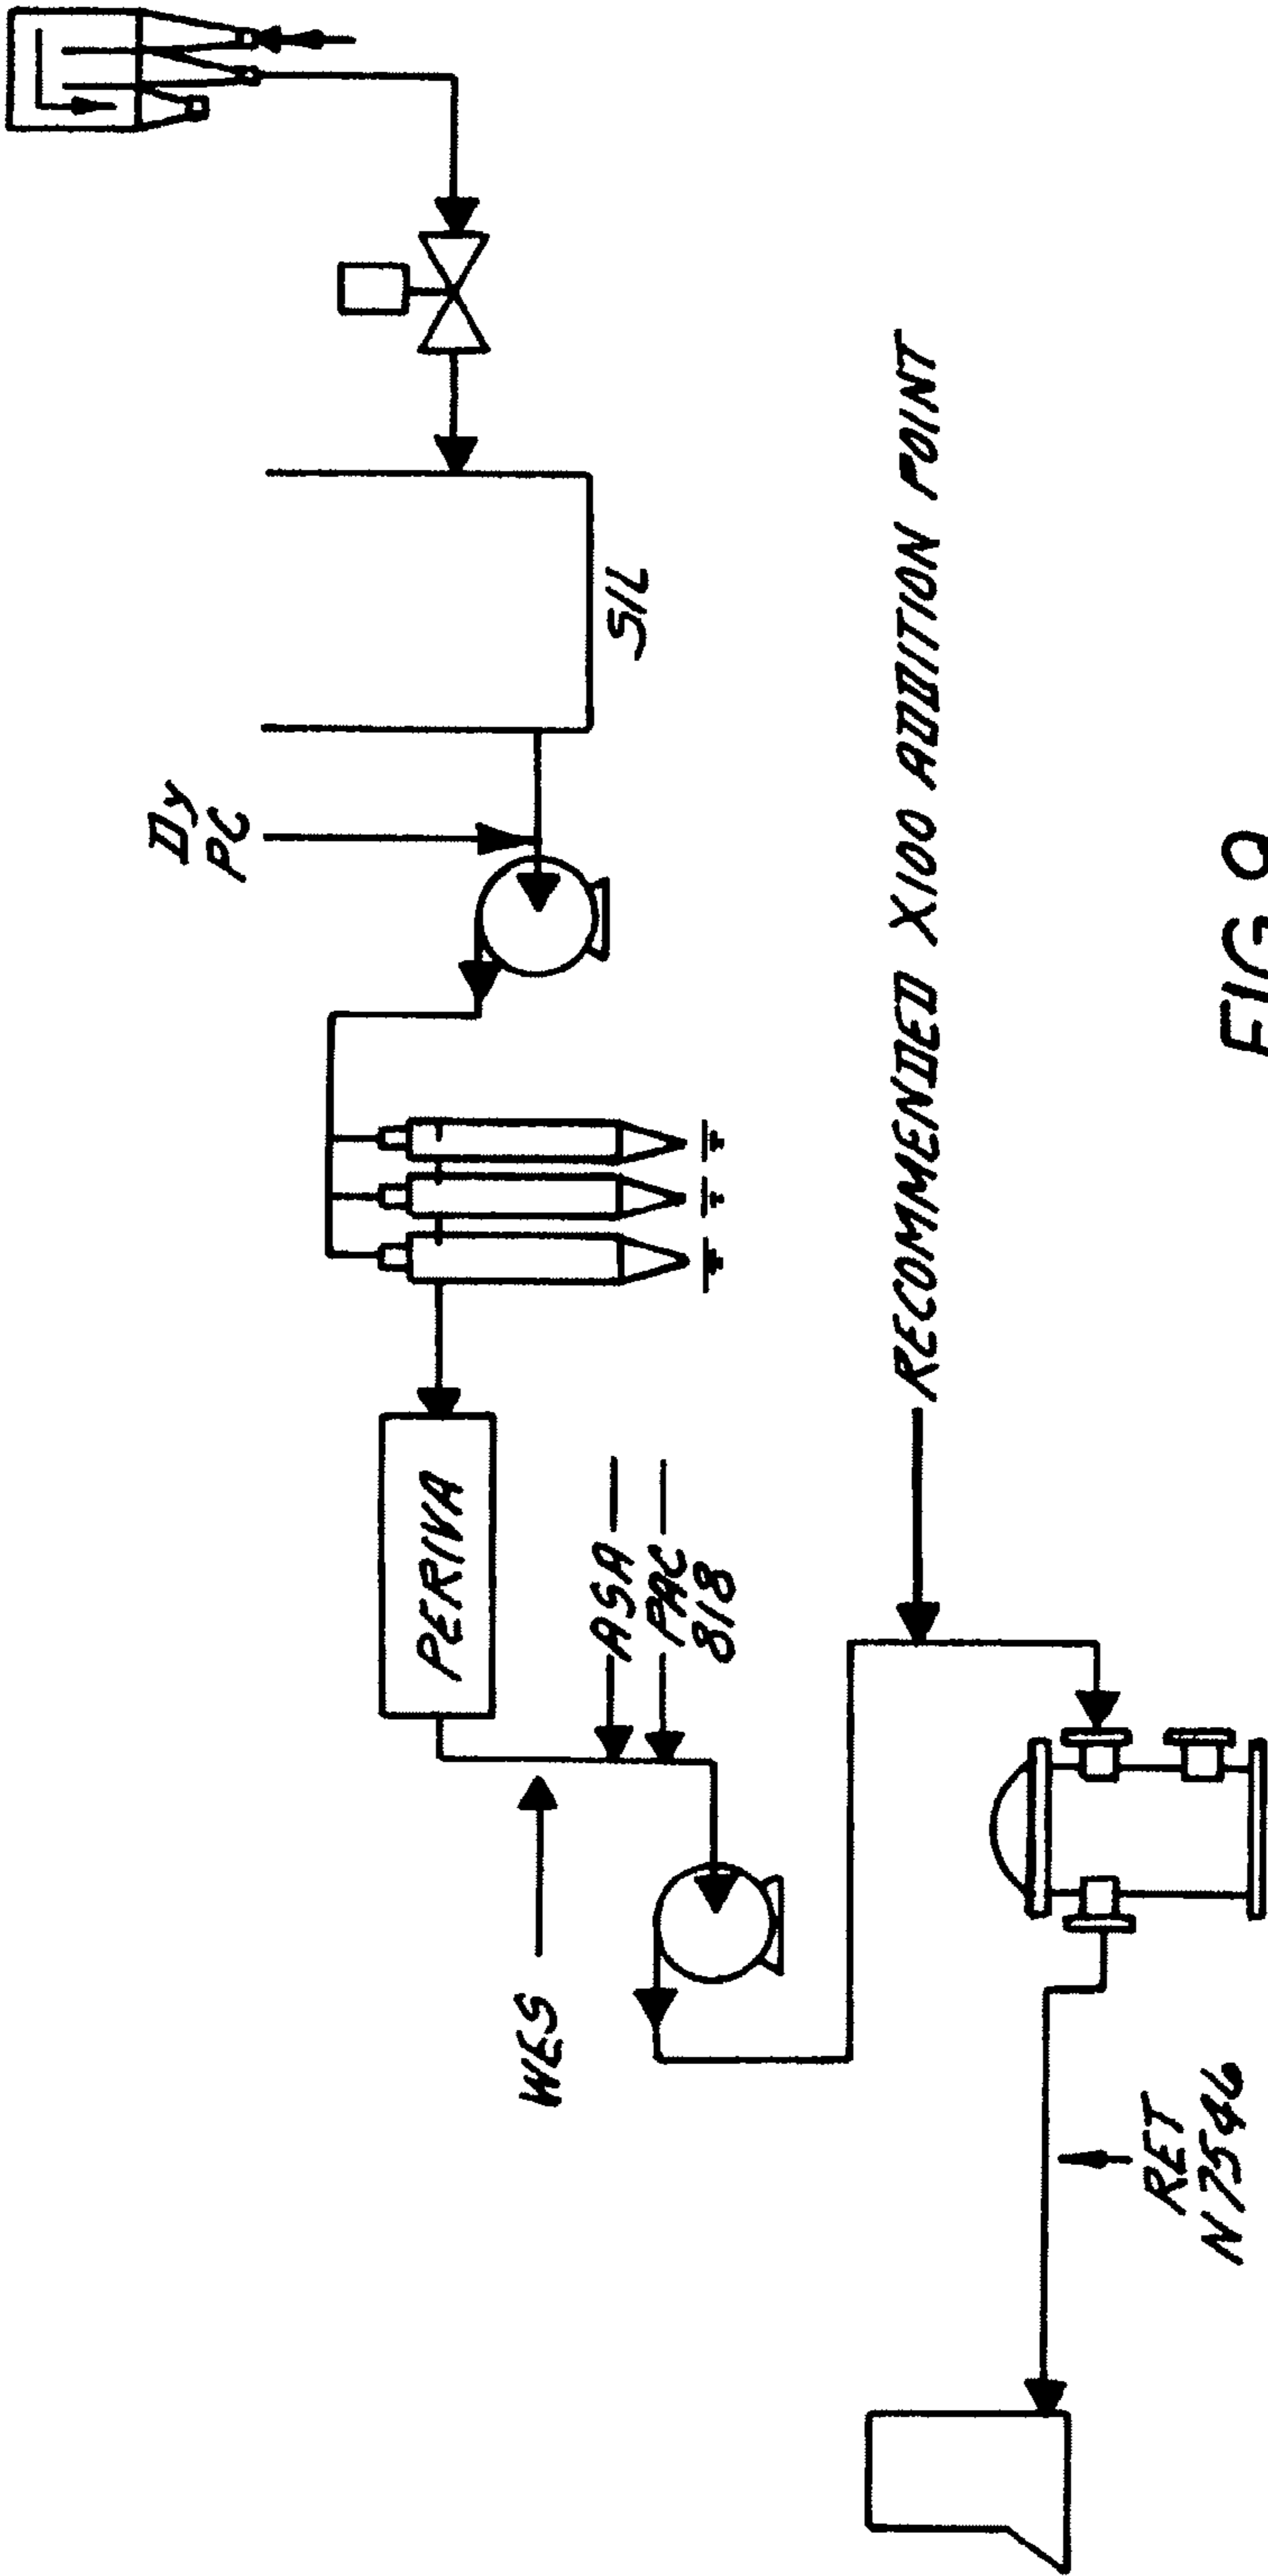 Dy
PC
SIL
PERIVA
WES
ASA
PAC
818
RECOMMENDED X100 ADDITION POINT
RET
N7546
FIG. 9